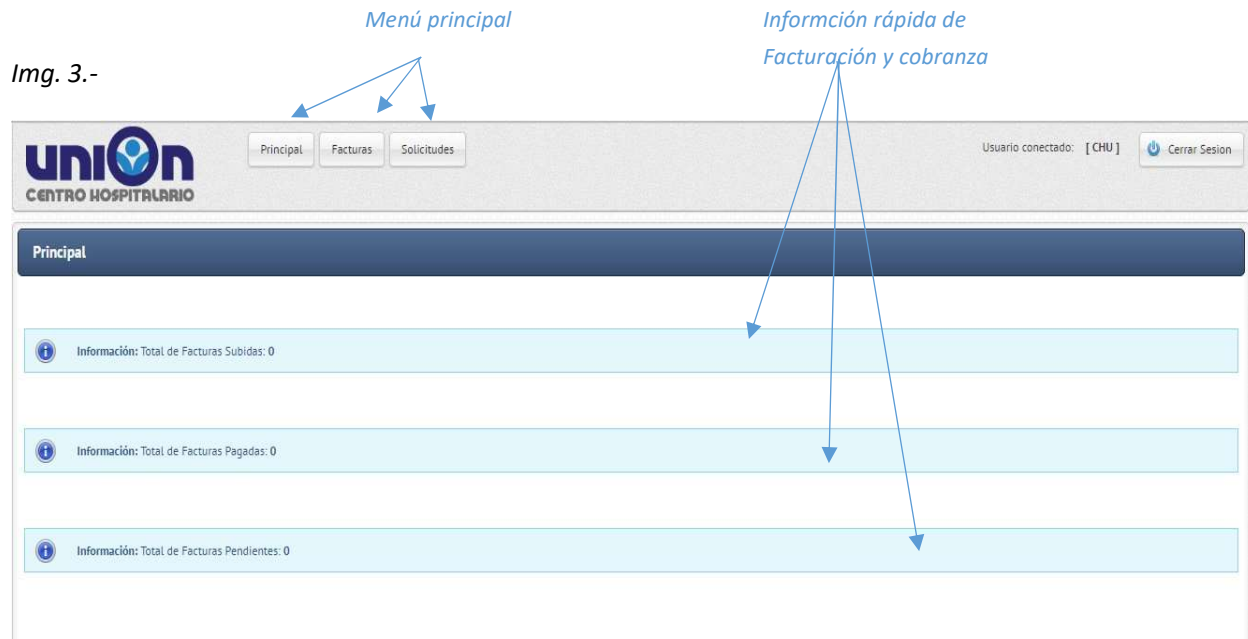 Menú principal
Informción rápida de
Facturación y cobranza
Img. 3.-
unión
CENTRO HOSPITALARIO
Principal
Facturas
Solicitudes
Usuario conectado: [ CHU ]
Cerrar Sesion
Principal
Información: Total de Facturas Subidas: 0
Información: Total de Facturas Pagadas: 0
Información: Total de Facturas Pendientes: 0